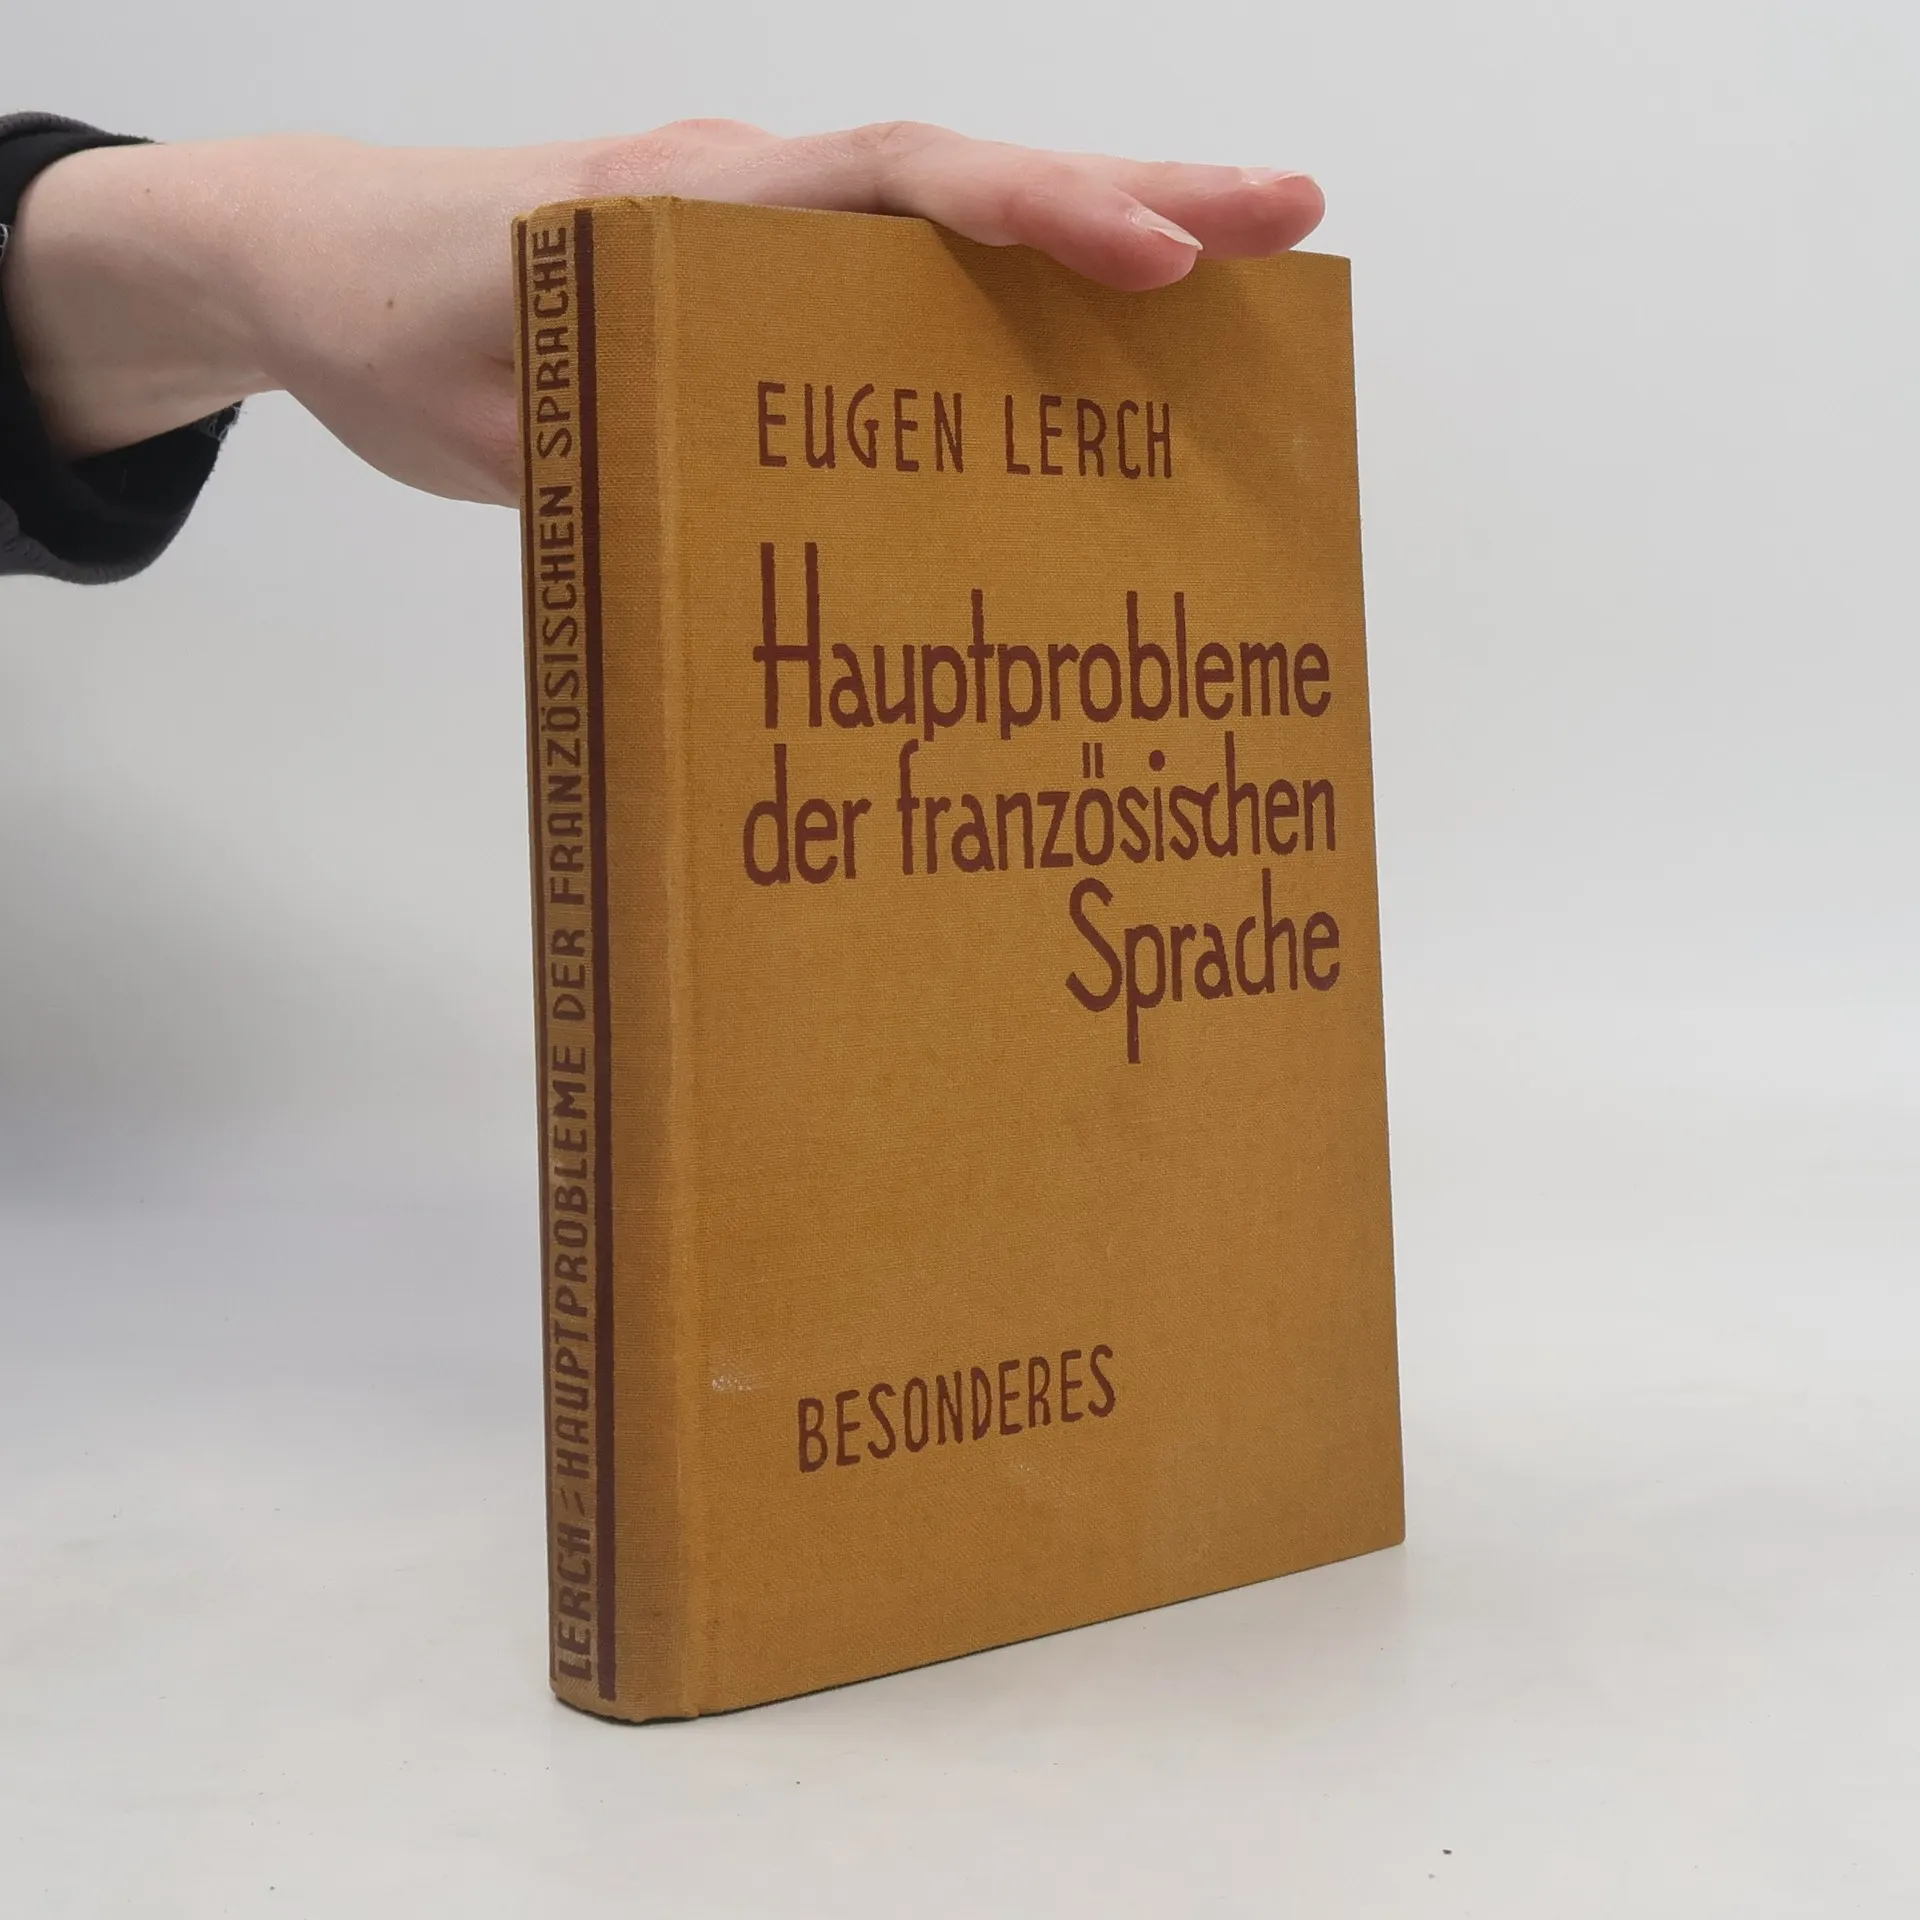 LERCH = HAUPTPROBLEME DER FRANZÖSISCHEN SPRACHE
EUGEN LERCH
Hauptprobleme
der französischen
Sprache
BESONDERES